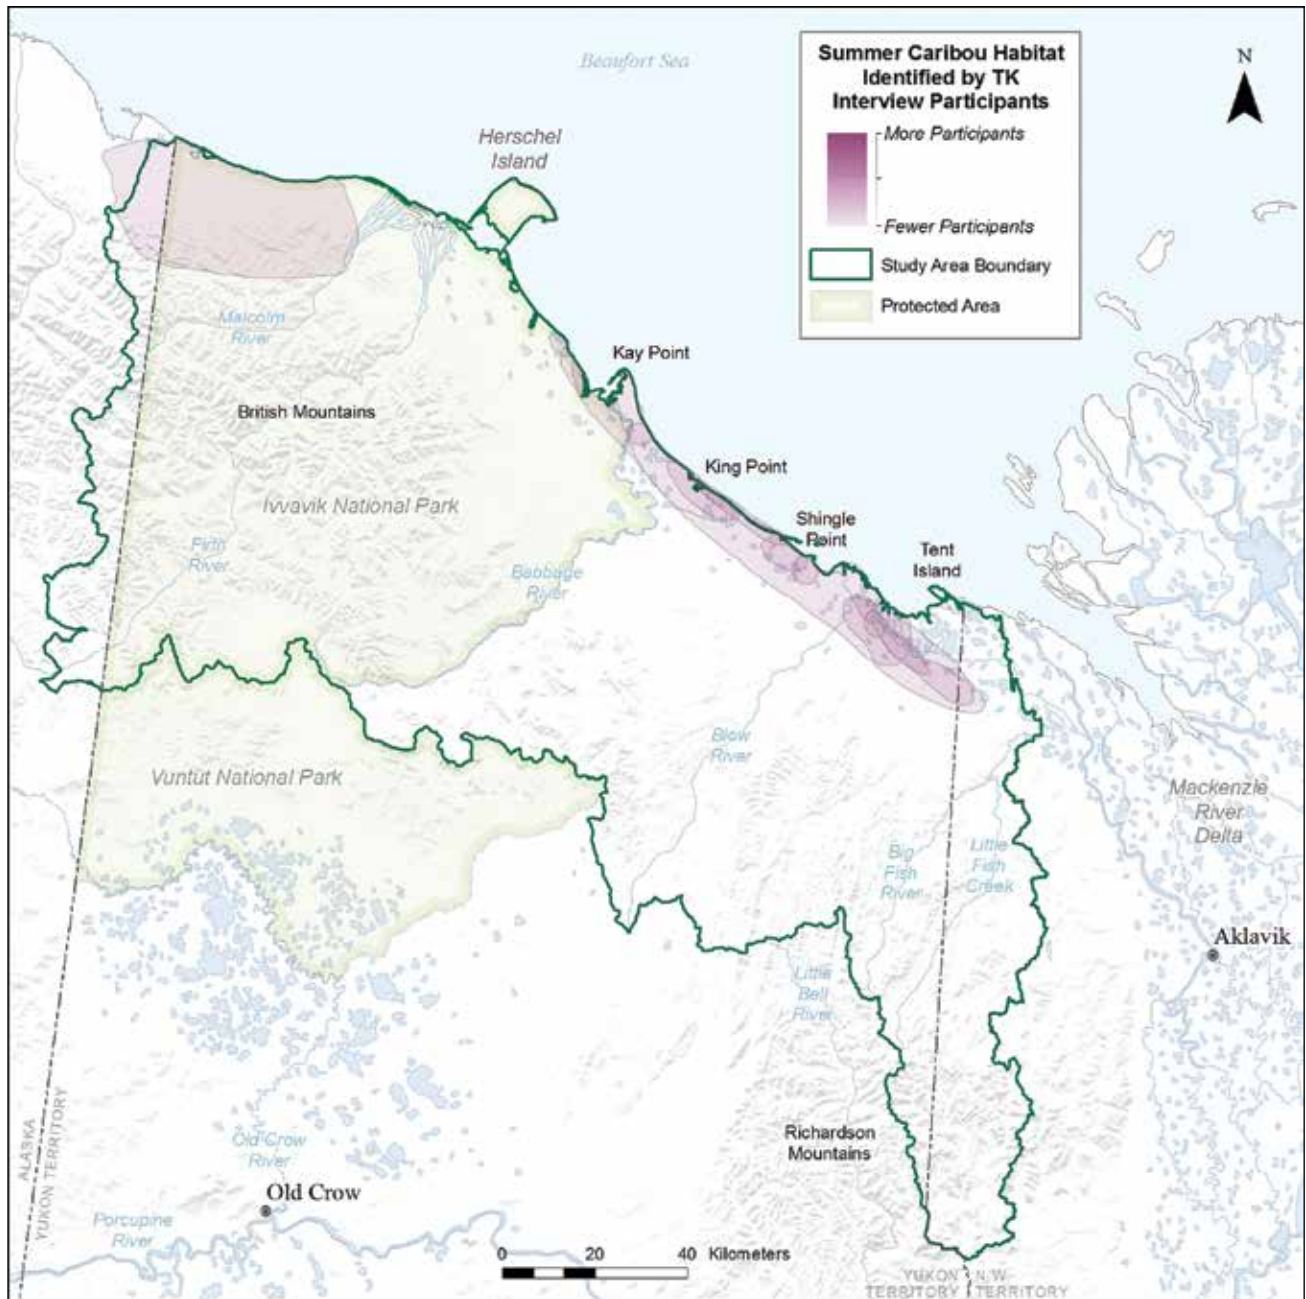 Beaufort Sea
Summer Caribou Habitat
Identified by TK
Interview Participants
More Participants
Fewer Participants
Study Area Boundary
Protected Area
N
Herschel
Island
Malcolm
River
Kay Point
British Mountains
King Point
Ivvavik National Park
Shingle
Point
Firth
River
Babbage
River
Tent
Island
Blow
River
Vuntut National Park
Mackenzie
River
Delta
Big
Fish
River
Little
Fish
Creek
Aklavik
Little
Bell
River
Richardson
Mountains
ALASKA
YUKON TERRITORY
Old Crow
River
Old Crow
Porcupine
River
0 20 40 Kilometers
YUKON N.W.
TERRITORY TERRITORY